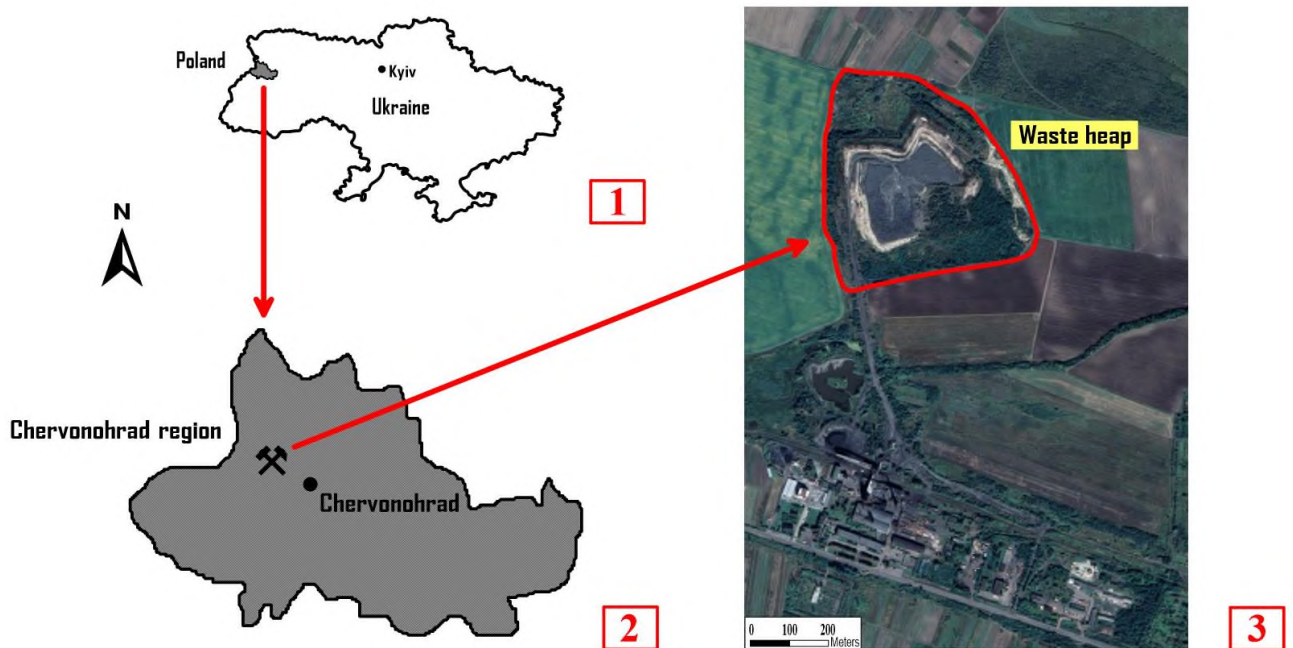 Poland
Kyiv
Ukraine
1
N
Chervonohrad region
Chervonohrad
2
Waste heap
0 100 200
Meters
3